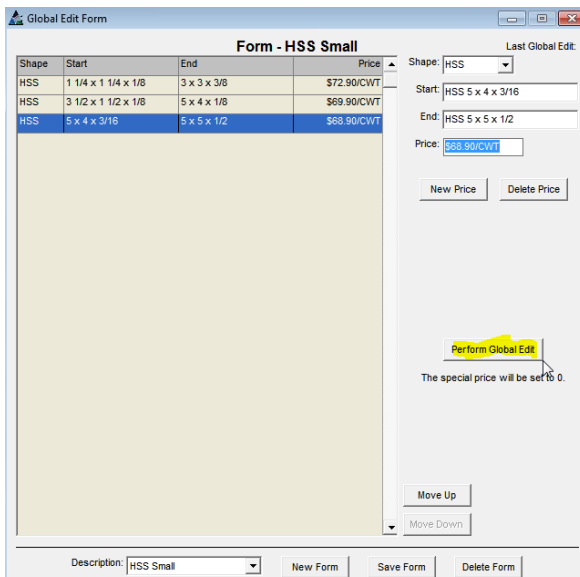 Global Edit Form
Form - HSS Small
Last Global Edit:
Shape Start End Price
HSS 1 1/4 x 1 1/4 x 1/8 3 x 3 x 3/8 $72.90/CWT
HSS 3 1/2 x 1 1/2 x 1/8 5 x 4 x 1/8 $69.90/CWT
HSS 5 x 4 x 3/16 5 x 5 x 1/2 $68.90/CWT
Shape: HSS
Start: HSS 5 x 4 x 3/16
End: HSS 5 x 5 x 1/2
Price: $68.90/CWT
New Price Delete Price
Perform Global Edit
The special price will be set to 0.
Move Up
Move Down
Description: HSS Small New Form Save Form Delete Form